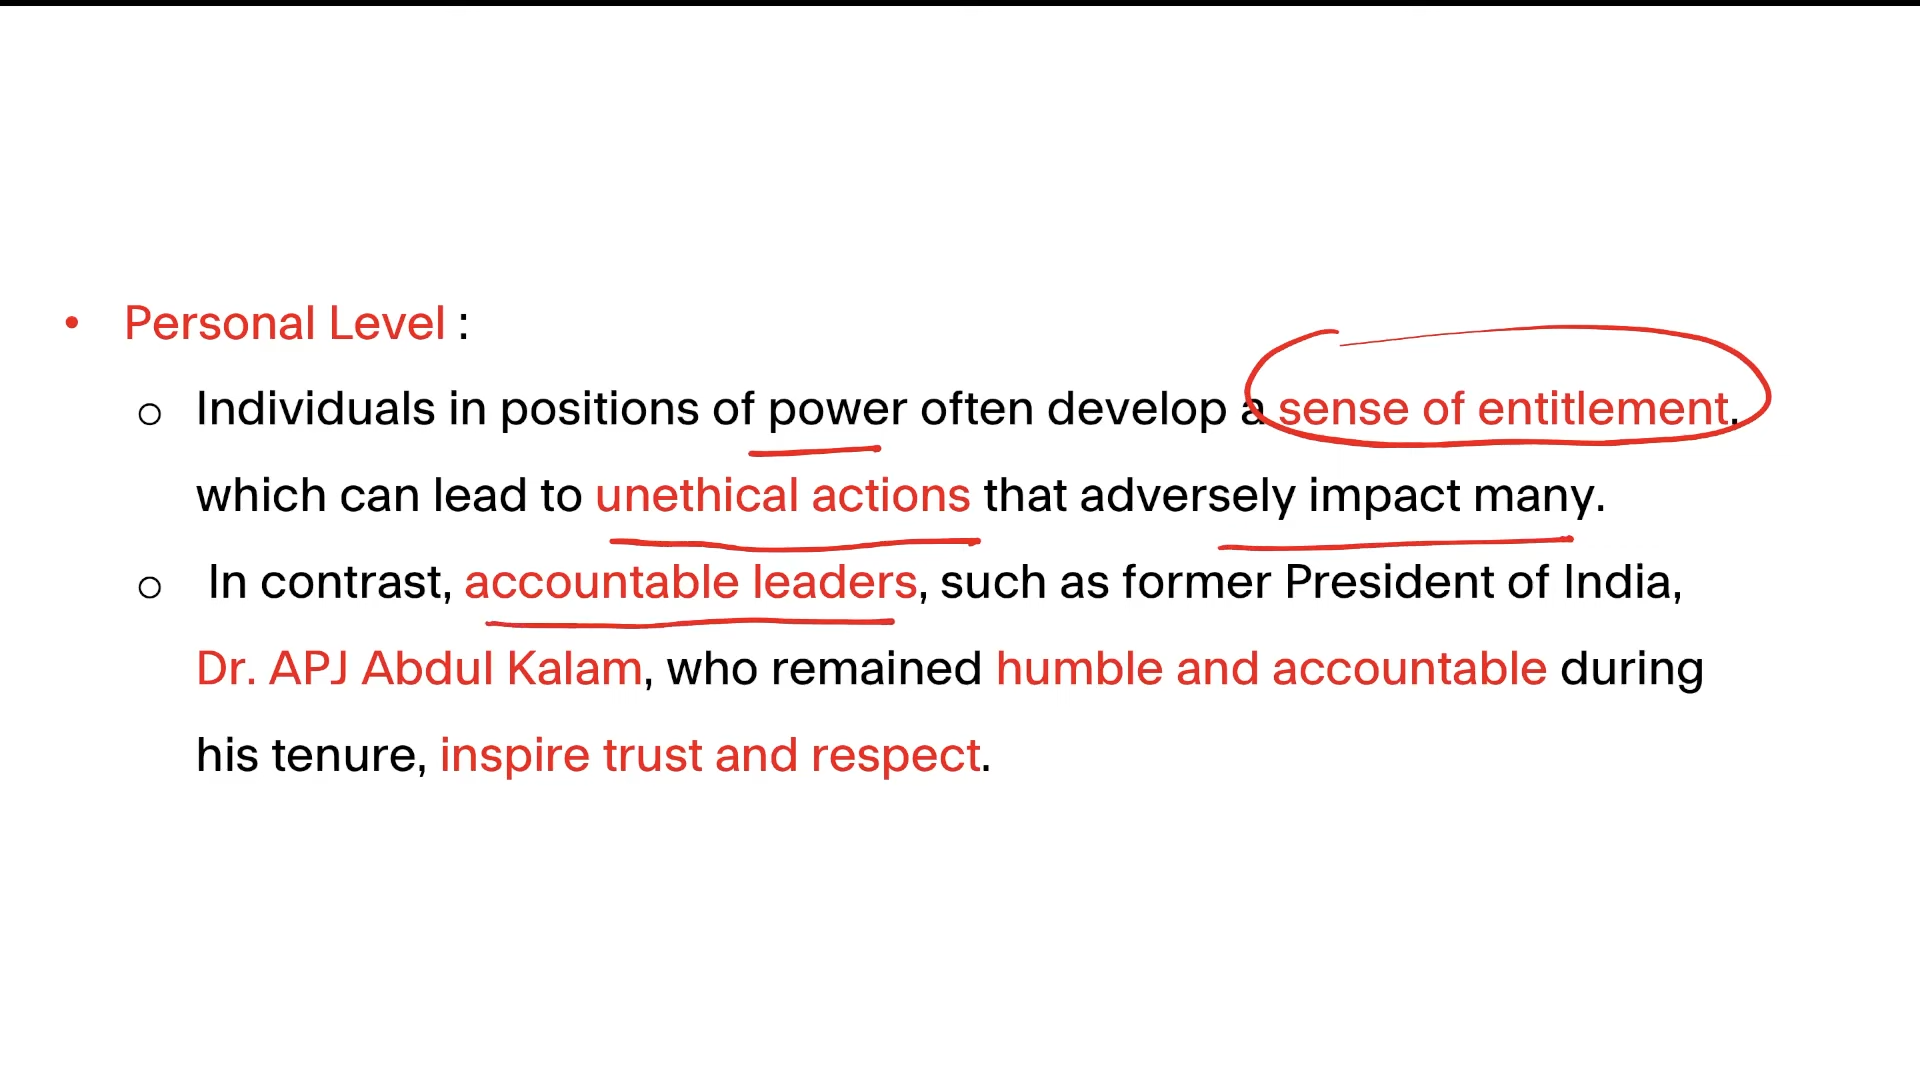 • Personal Level :
○ Individuals in positions of power often develop a sense of entitlement,
which can lead to unethical actions that adversely impact many.
○ In contrast, accountable leaders, such as former President of India,
Dr. APJ Abdul Kalam, who remained humble and accountable during
his tenure, inspire trust and respect.